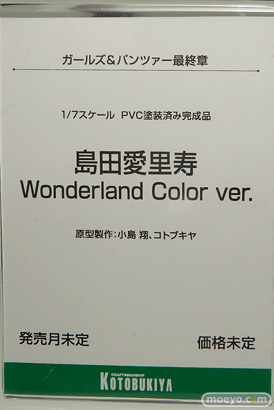 ガールズ&パンツァー最終章
1/7スケール PVC塗装済み完成品
島田愛里寿
Wonderland Color ver.
原型製作:小島 翔、コトブキヤ
発売月未定 価格未定
CRAFTSMANSHIP
KOTOBUKIYA
moeyo.com